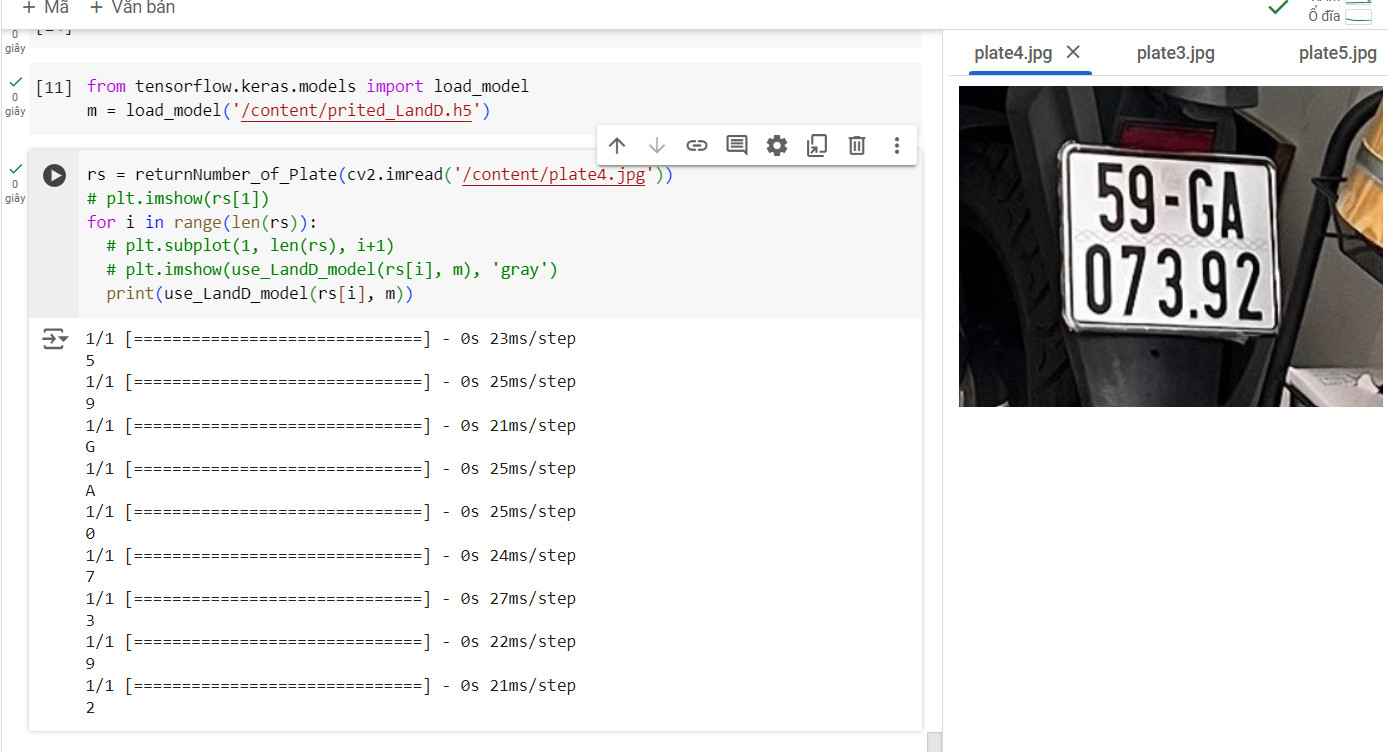 + Mã + Văn bản
Ổ đĩa
0
giây
0
giây
[11] from tensorflow.keras.models import load_model
m = load_model('/content/prited_LandD.h5')
0
giây
rs = returnNumber_of_Plate(cv2.imread('/content/plate4.jpg'))
# plt.imshow(rs[1])
for i in range(len(rs)):
# plt.subplot(1, len(rs), i+1)
# plt.imshow(use_LandD_model(rs[i], m), 'gray')
print(use_LandD_model(rs[i], m))
1/1 [==============================] - 0s 23ms/step
5
1/1 [==============================] - 0s 25ms/step
9
1/1 [==============================] - 0s 21ms/step
G
1/1 [==============================] - 0s 25ms/step
A
1/1 [==============================] - 0s 25ms/step
0
1/1 [==============================] - 0s 24ms/step
7
1/1 [==============================] - 0s 27ms/step
3
1/1 [==============================] - 0s 22ms/step
9
1/1 [==============================] - 0s 21ms/step
2
plate4.jpg plate3.jpg plate5.jpg
59-GA
073.92